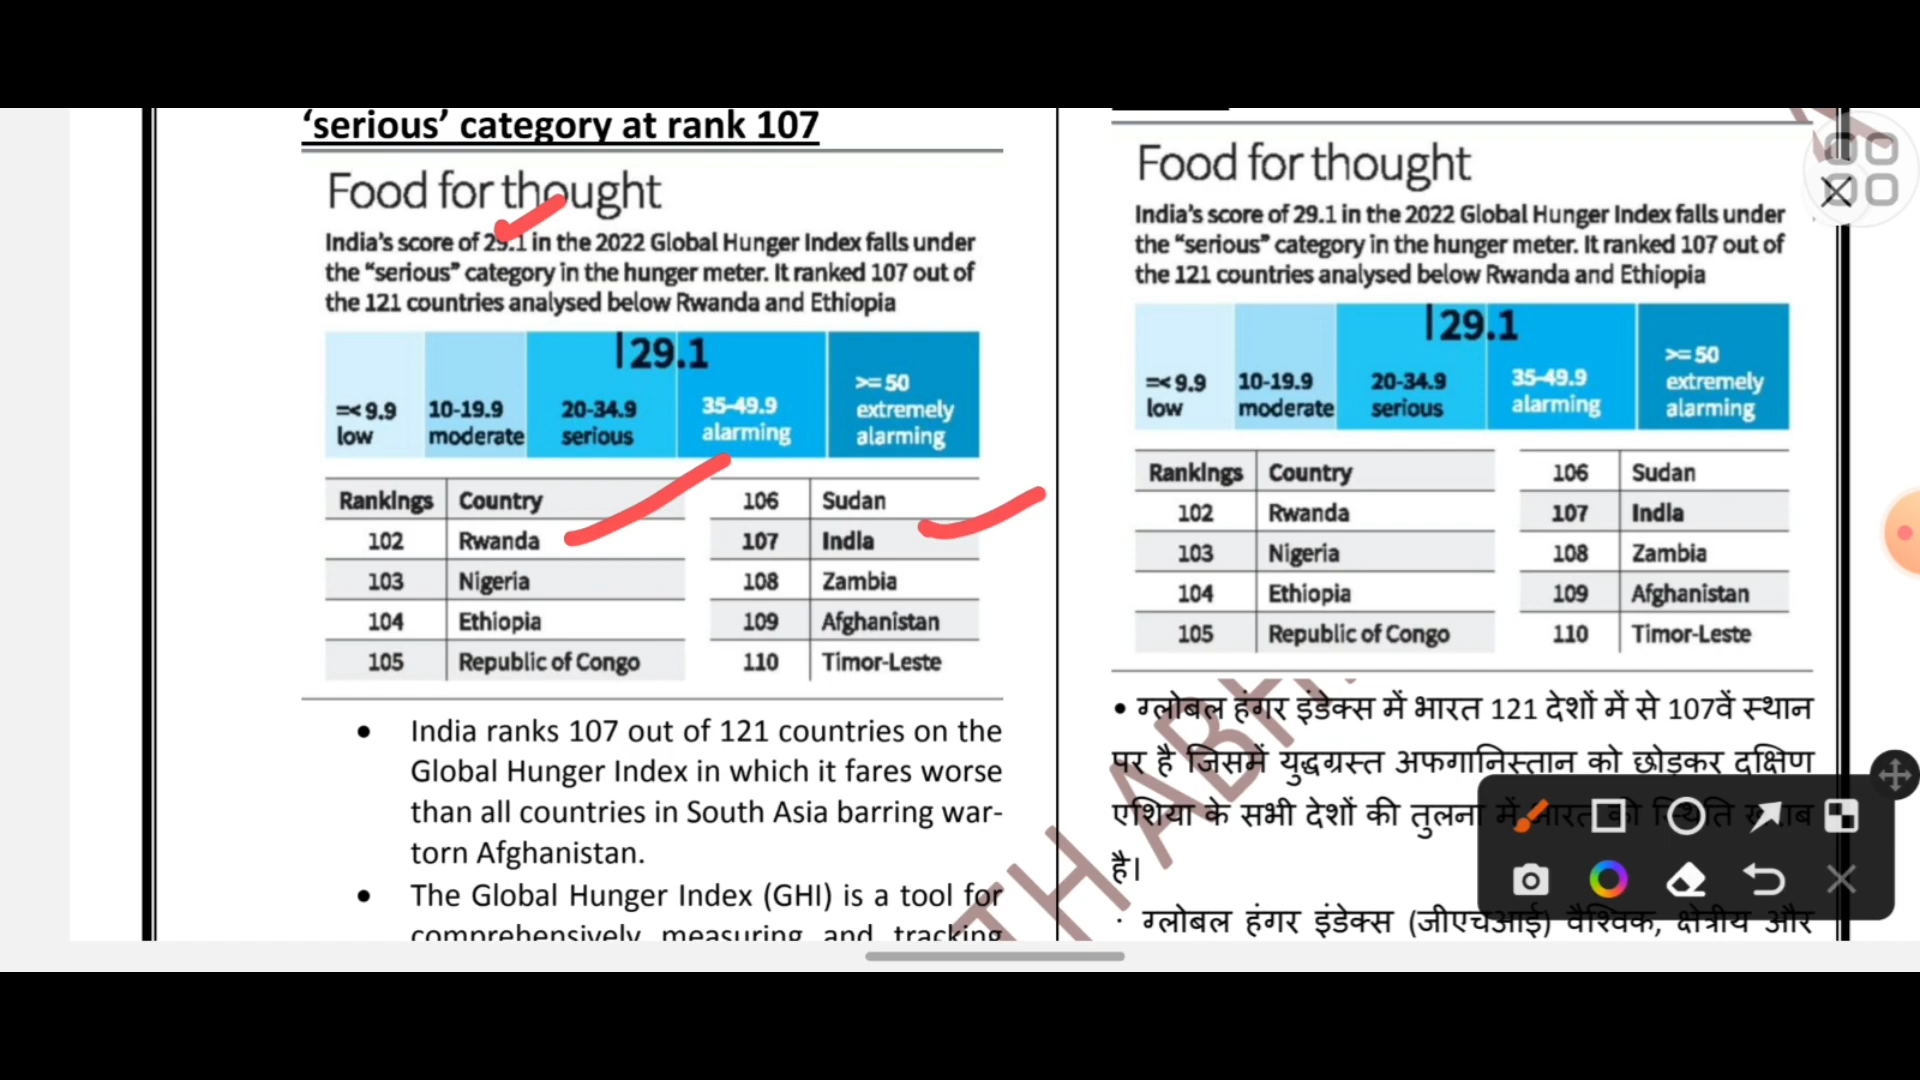 ‘serious’ category at rank 107
Food for thought
India’s score of 29.1 in the 2022 Global Hunger Index falls under
the “serious” category in the hunger meter. It ranked 107 out of
the 121 countries analysed below Rwanda and Ethiopia
29.1
=<9.9 10-19.9 20-34.9 35-49.9 >=50
low moderate serious alarming extremely
alarming
Rankings Country
102 Rwanda
103 Nigeria
104 Ethiopia
105 Republic of Congo
106 Sudan
107 India
108 Zambia
109 Afghanistan
110 Timor-Leste
• India ranks 107 out of 121 countries on the
Global Hunger Index in which it fares worse
than all countries in South Asia barring war-
torn Afghanistan.
• The Global Hunger Index (GHI) is a tool for
comprehensively measuring and tracking
Food for thought
India’s score of 29.1 in the 2022 Global Hunger Index falls under
the “serious” category in the hunger meter. It ranked 107 out of
the 121 countries analysed below Rwanda and Ethiopia
29.1
=<9.9 10-19.9 20-34.9 35-49.9 >=50
low moderate serious alarming extremely
alarming
Rankings Country
102 Rwanda
103 Nigeria
104 Ethiopia
105 Republic of Congo
106 Sudan
107 India
108 Zambia
109 Afghanistan
110 Timor-Leste
• ग्लोबल हंगर इंडेक्स में भारत 121 देशों में से 107वें स्थान
पर है जिसमें युद्धग्रस्त अफगानिस्तान को छोड़कर दक्षिण
एशिया के सभी देशों की तुलना में भारत की स्थिति
है।
· ग्लोबल हंगर इंडेक्स (जीएचआई) वैश्विक, क्षेत्रीय और